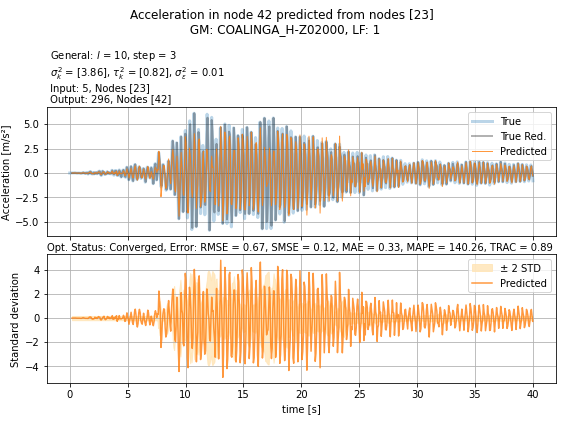 Acceleration in node 42 predicted from nodes [23]
GM: COALINGA_H-Z02000, LF: 1
General: l = 10, step = 3
σ²ₖ = [3.86], τ²ₖ = [0.82], σ²ₑ = 0.01
Input: 5, Nodes [23]
Output: 296, Nodes [42]
Acceleration [m/s²]
5.0
2.5
0.0
−2.5
−5.0
True
True Red.
Predicted
Opt. Status: Converged, Error: RMSE = 0.67, SMSE = 0.12, MAE = 0.33, MAPE = 140.26, TRAC = 0.89
Standard deviation
4
2
0
−2
−4
± 2 STD
Predicted
0 5 10 15 20 25 30 35 40
time [s]